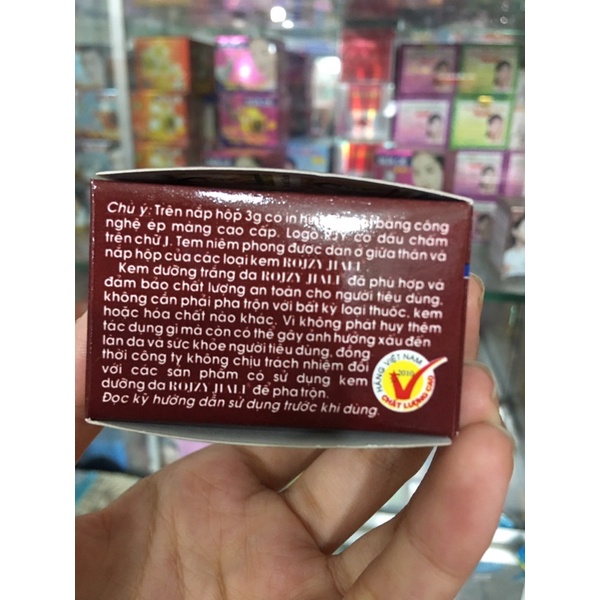 Chú ý: Trên nắp hộp 3g có in hình nổi bằng công
nghệ ép màng cao cấp. Logo RJY có dấu chấm
trên chữ J. Tem niêm phong được dán ở giữa thân và
nắp hộp của các loại kem ROJZY JIALI
Kem dưỡng trắng da ROJZY JIALI đã phù hợp và
đảm bảo chất lượng an toàn cho người tiêu dùng,
không cần phải pha trộn với bất kỳ loại thuốc, kem
hoặc hóa chất nào khác. Vì không phát huy thêm
tác dụng gì mà còn có thể gây ảnh hưởng xấu đến
làn da và sức khỏe người tiêu dùng, đồng
thời công ty không chịu trách nhiệm đối
với các sản phẩm có sử dụng kem
dưỡng da ROJZY JIALI để pha trộn.
Đọc kỹ hướng dẫn sử dụng trước khi dùng.
HÀNG VIỆT NAM
2010
CHẤT LƯỢNG CAO